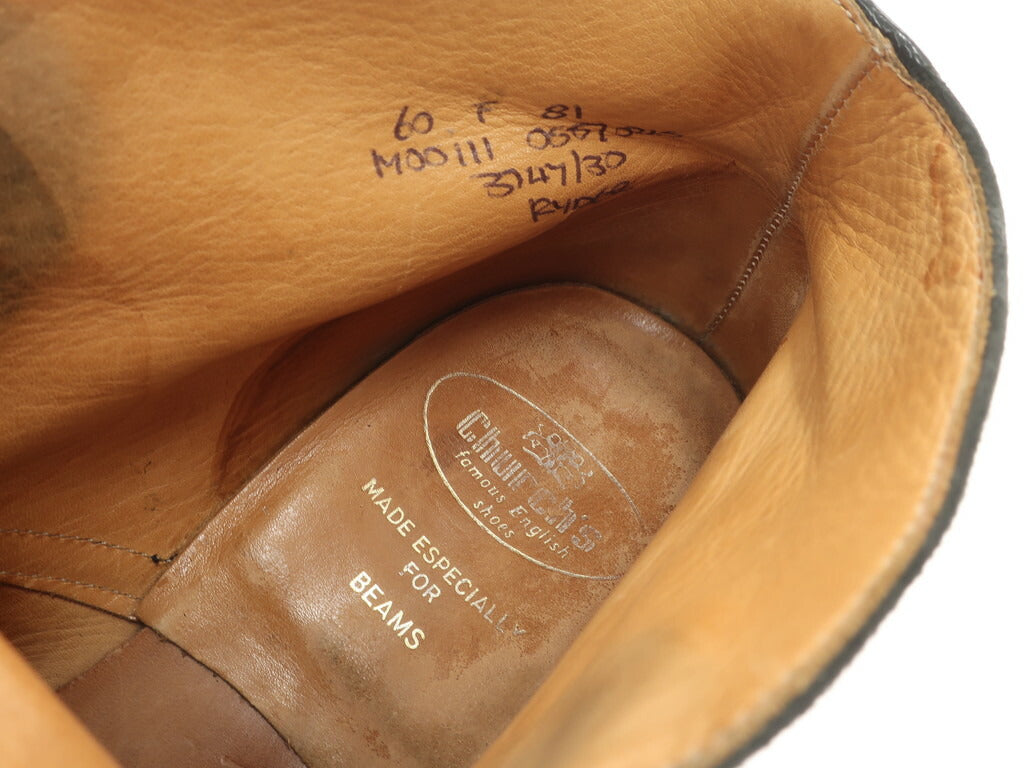 60 F 81
M00111
3747/30
Church's
famous English
shoes
MADE ESPECIALLY
FOR
BEAMS